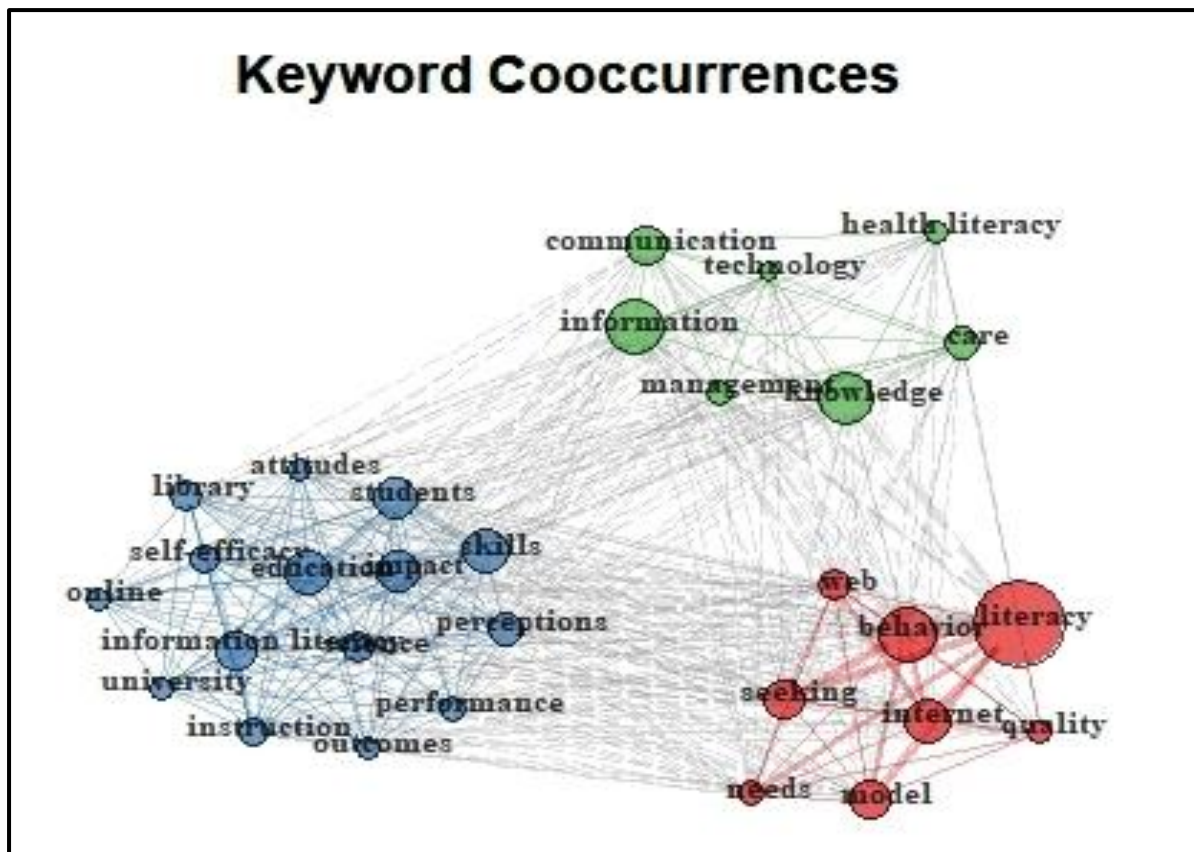 Keyword Cooccurrences
health literacy
communication
technology
information
care
management
knowledge
attitudes
library
students
skills
self-efficacy
education
impact
online
web
literacy
perceptions
behavior
information literacy
science
university
seeking
performance
internet
quality
instruction
outcomes
needs
model